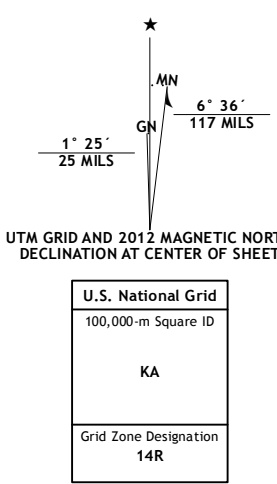 ★
MN
GN
6° 36´
117 MILS
1° 25´
25 MILS
UTM GRID AND 2012 MAGNETIC NORT
DECLINATION AT CENTER OF SHEET
U.S. National Grid
100,000-m Square ID
KA
Grid Zone Designation
14R